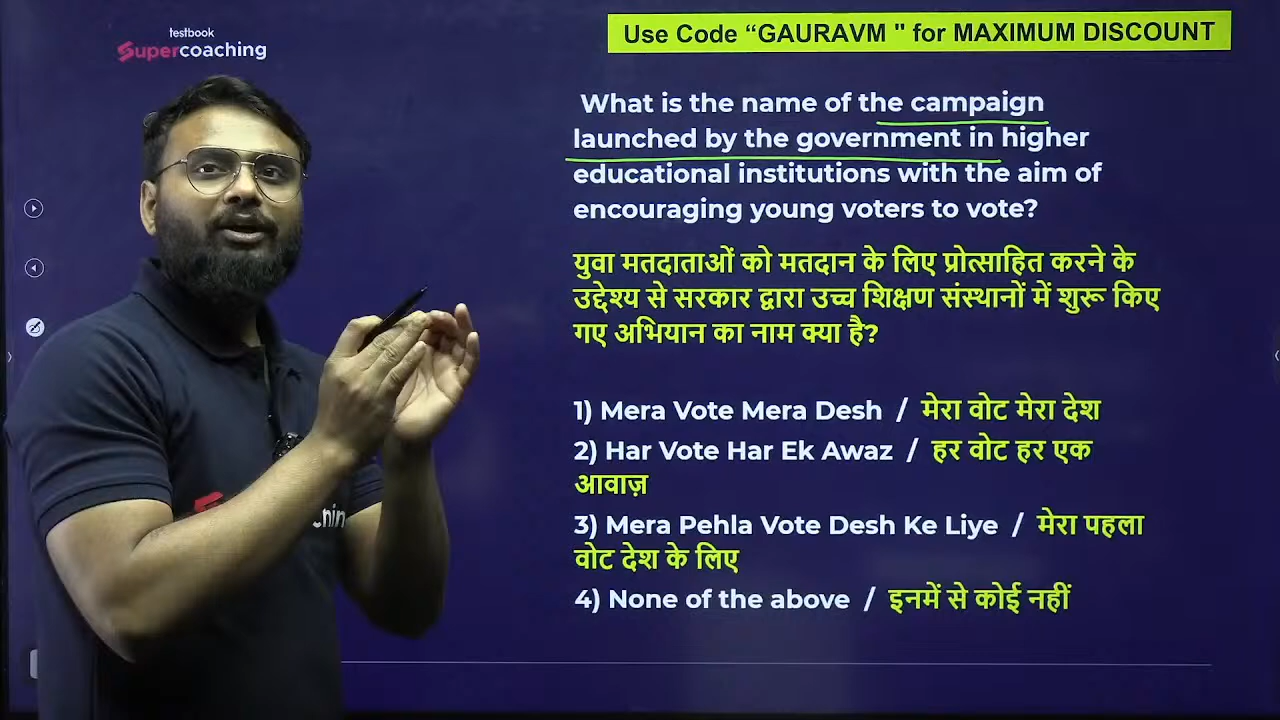 testbook
Supercoaching
Use Code “GAURAVM " for MAXIMUM DISCOUNT
What is the name of the campaign
launched by the government in higher
educational institutions with the aim of
encouraging young voters to vote?
युवा मतदाताओं को मतदान के लिए प्रोत्साहित करने के
उद्देश्य से सरकार द्वारा उच्च शिक्षण संस्थानों में शुरू किए
गए अभियान का नाम क्या है?
1) Mera Vote Mera Desh / मेरा वोट मेरा देश
2) Har Vote Har Ek Awaz / हर वोट हर एक
आवाज़
3) Mera Pehla Vote Desh Ke Liye / मेरा पहला
वोट देश के लिए
4) None of the above / इनमें से कोई नहीं